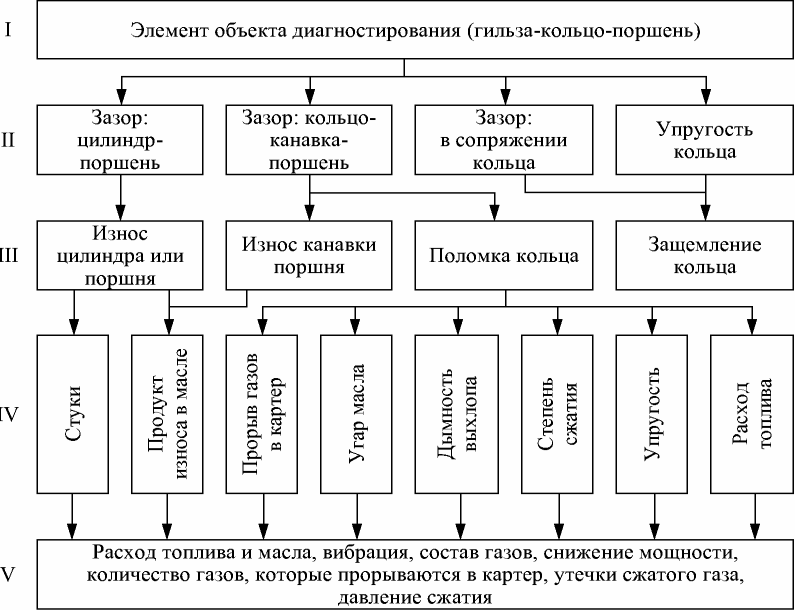 I
Элемент объекта диагностирования (гильза-кольцо-поршень)
II
Зазор:
цилиндр-
поршень
Зазор: кольцо-
канавка-
поршень
Зазор:
в сопряжении
кольца
Упругость
кольца
III
Износ
цилиндра или
поршня
Износ канавки
поршня
Поломка кольца
Защемление
кольца
IV
Стуки
Продукт
износа в масле
Прорыв газов
в картер
Угар масла
Дымность
выхлопа
Степень
сжатия
Упругость
Расход
топлива
V
Расход топлива и масла, вибрация, состав газов, снижение мощности,
количество газов, которые прорываются в картер, утечки сжатого газа,
давление сжатия